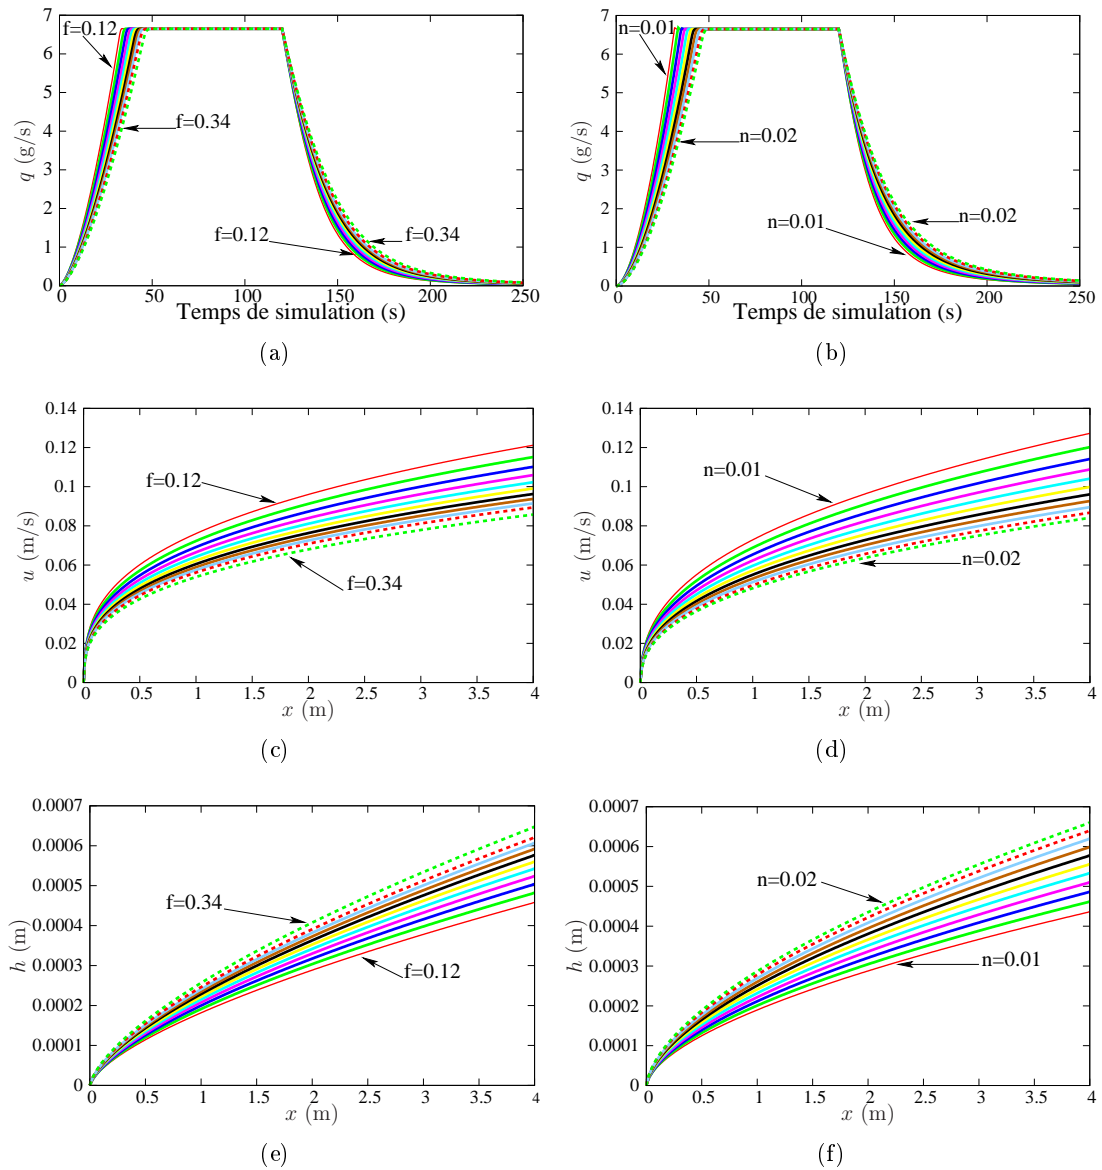 7
6
5
4
3
2
1
0
q (g/s)
f=0.12
f=0.34
f=0.12
f=0.34
0 50 100 150 200 250
Temps de simulation (s)
(a)
7
6
5
4
3
2
1
0
q (g/s)
n=0.01
n=0.02
n=0.02
n=0.01
0 50 100 150 200 250
Temps de simulation (s)
(b)
0.14
0.12
0.1
0.08
0.06
0.04
0.02
0
u (m/s)
f=0.12
f=0.34
0 0.5 1 1.5 2 2.5 3 3.5 4
x (m)
(c)
0.14
0.12
0.1
0.08
0.06
0.04
0.02
0
u (m/s)
n=0.01
n=0.02
0 0.5 1 1.5 2 2.5 3 3.5 4
x (m)
(d)
0.0007
0.0006
0.0005
0.0004
0.0003
0.0002
0.0001
0
h (m)
f=0.34
f=0.12
0 0.5 1 1.5 2 2.5 3 3.5 4
x (m)
(e)
0.0007
0.0006
0.0005
0.0004
0.0003
0.0002
0.0001
0
h (m)
n=0.02
n=0.01
0 0.5 1 1.5 2 2.5 3 3.5 4
x (m)
(f)